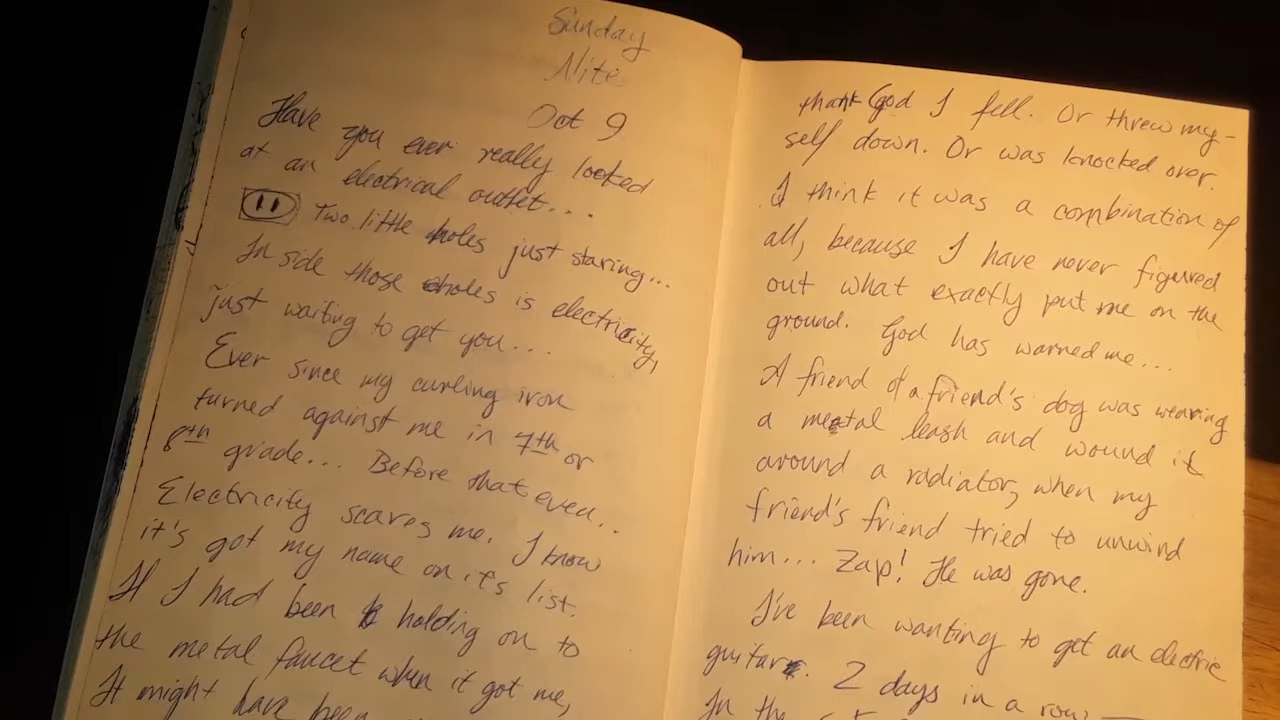 Sunday
Nite
Oct 9
Have you ever really looked
at an electrical outlet...
Two little holes just staring...
In side those holes is electricity,
just waiting to get you...
Ever since my curling iron
turned against me in 7th or
8th grade... Before that even..
Electricity scares me. I know
it's got my name on it's list.
If I had been holding on to
the metal faucet when it got me,
It might have been
thank God I fell. Or threw my-
self down. Or was knocked over.
I think it was a combination of
all, because I have never figured
out what exactly put me on the
ground. God has warned me...
A friend of a friend's dog was wearing
a metal leash and wound it
around a radiator, when my
friend's friend tried to unwind
him... Zap! He was gone.
I've been wanting to get an electric
guitar. 2 days in a row—
In the